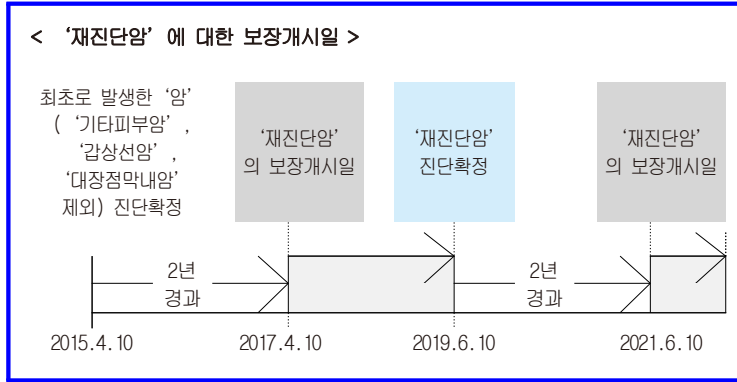 < ‘재진단암’에 대한 보장개시일 >
최초로 발생한 ‘암’
( ‘기타피부암’,
‘갑상선암’,
‘대장점막내암’
제외) 진단확정
‘재진단암’
의 보장개시일
‘재진단암’
진단확정
‘재진단암’
의 보장개시일
2년
경과
2년
경과
2015.4.10
2017.4.10
2019.6.10
2021.6.10